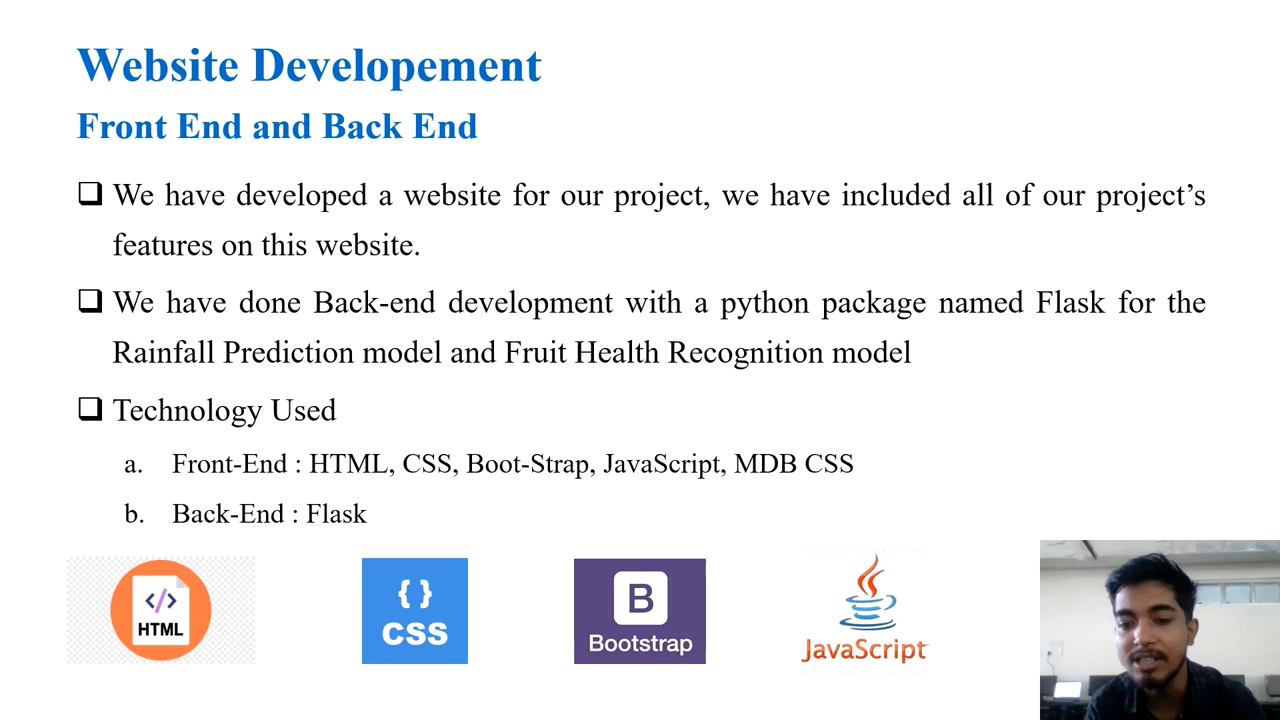 Website Developement
Front End and Back End
We have developed a website for our project, we have included all of our project’s
features on this website.
We have done Back-end development with a python package named Flask for the
Rainfall Prediction model and Fruit Health Recognition model
Technology Used
a. Front-End : HTML, CSS, Boot-Strap, JavaScript, MDB CSS
b. Back-End : Flask
</> HTML
{ } CSS
B Bootstrap
JavaScript